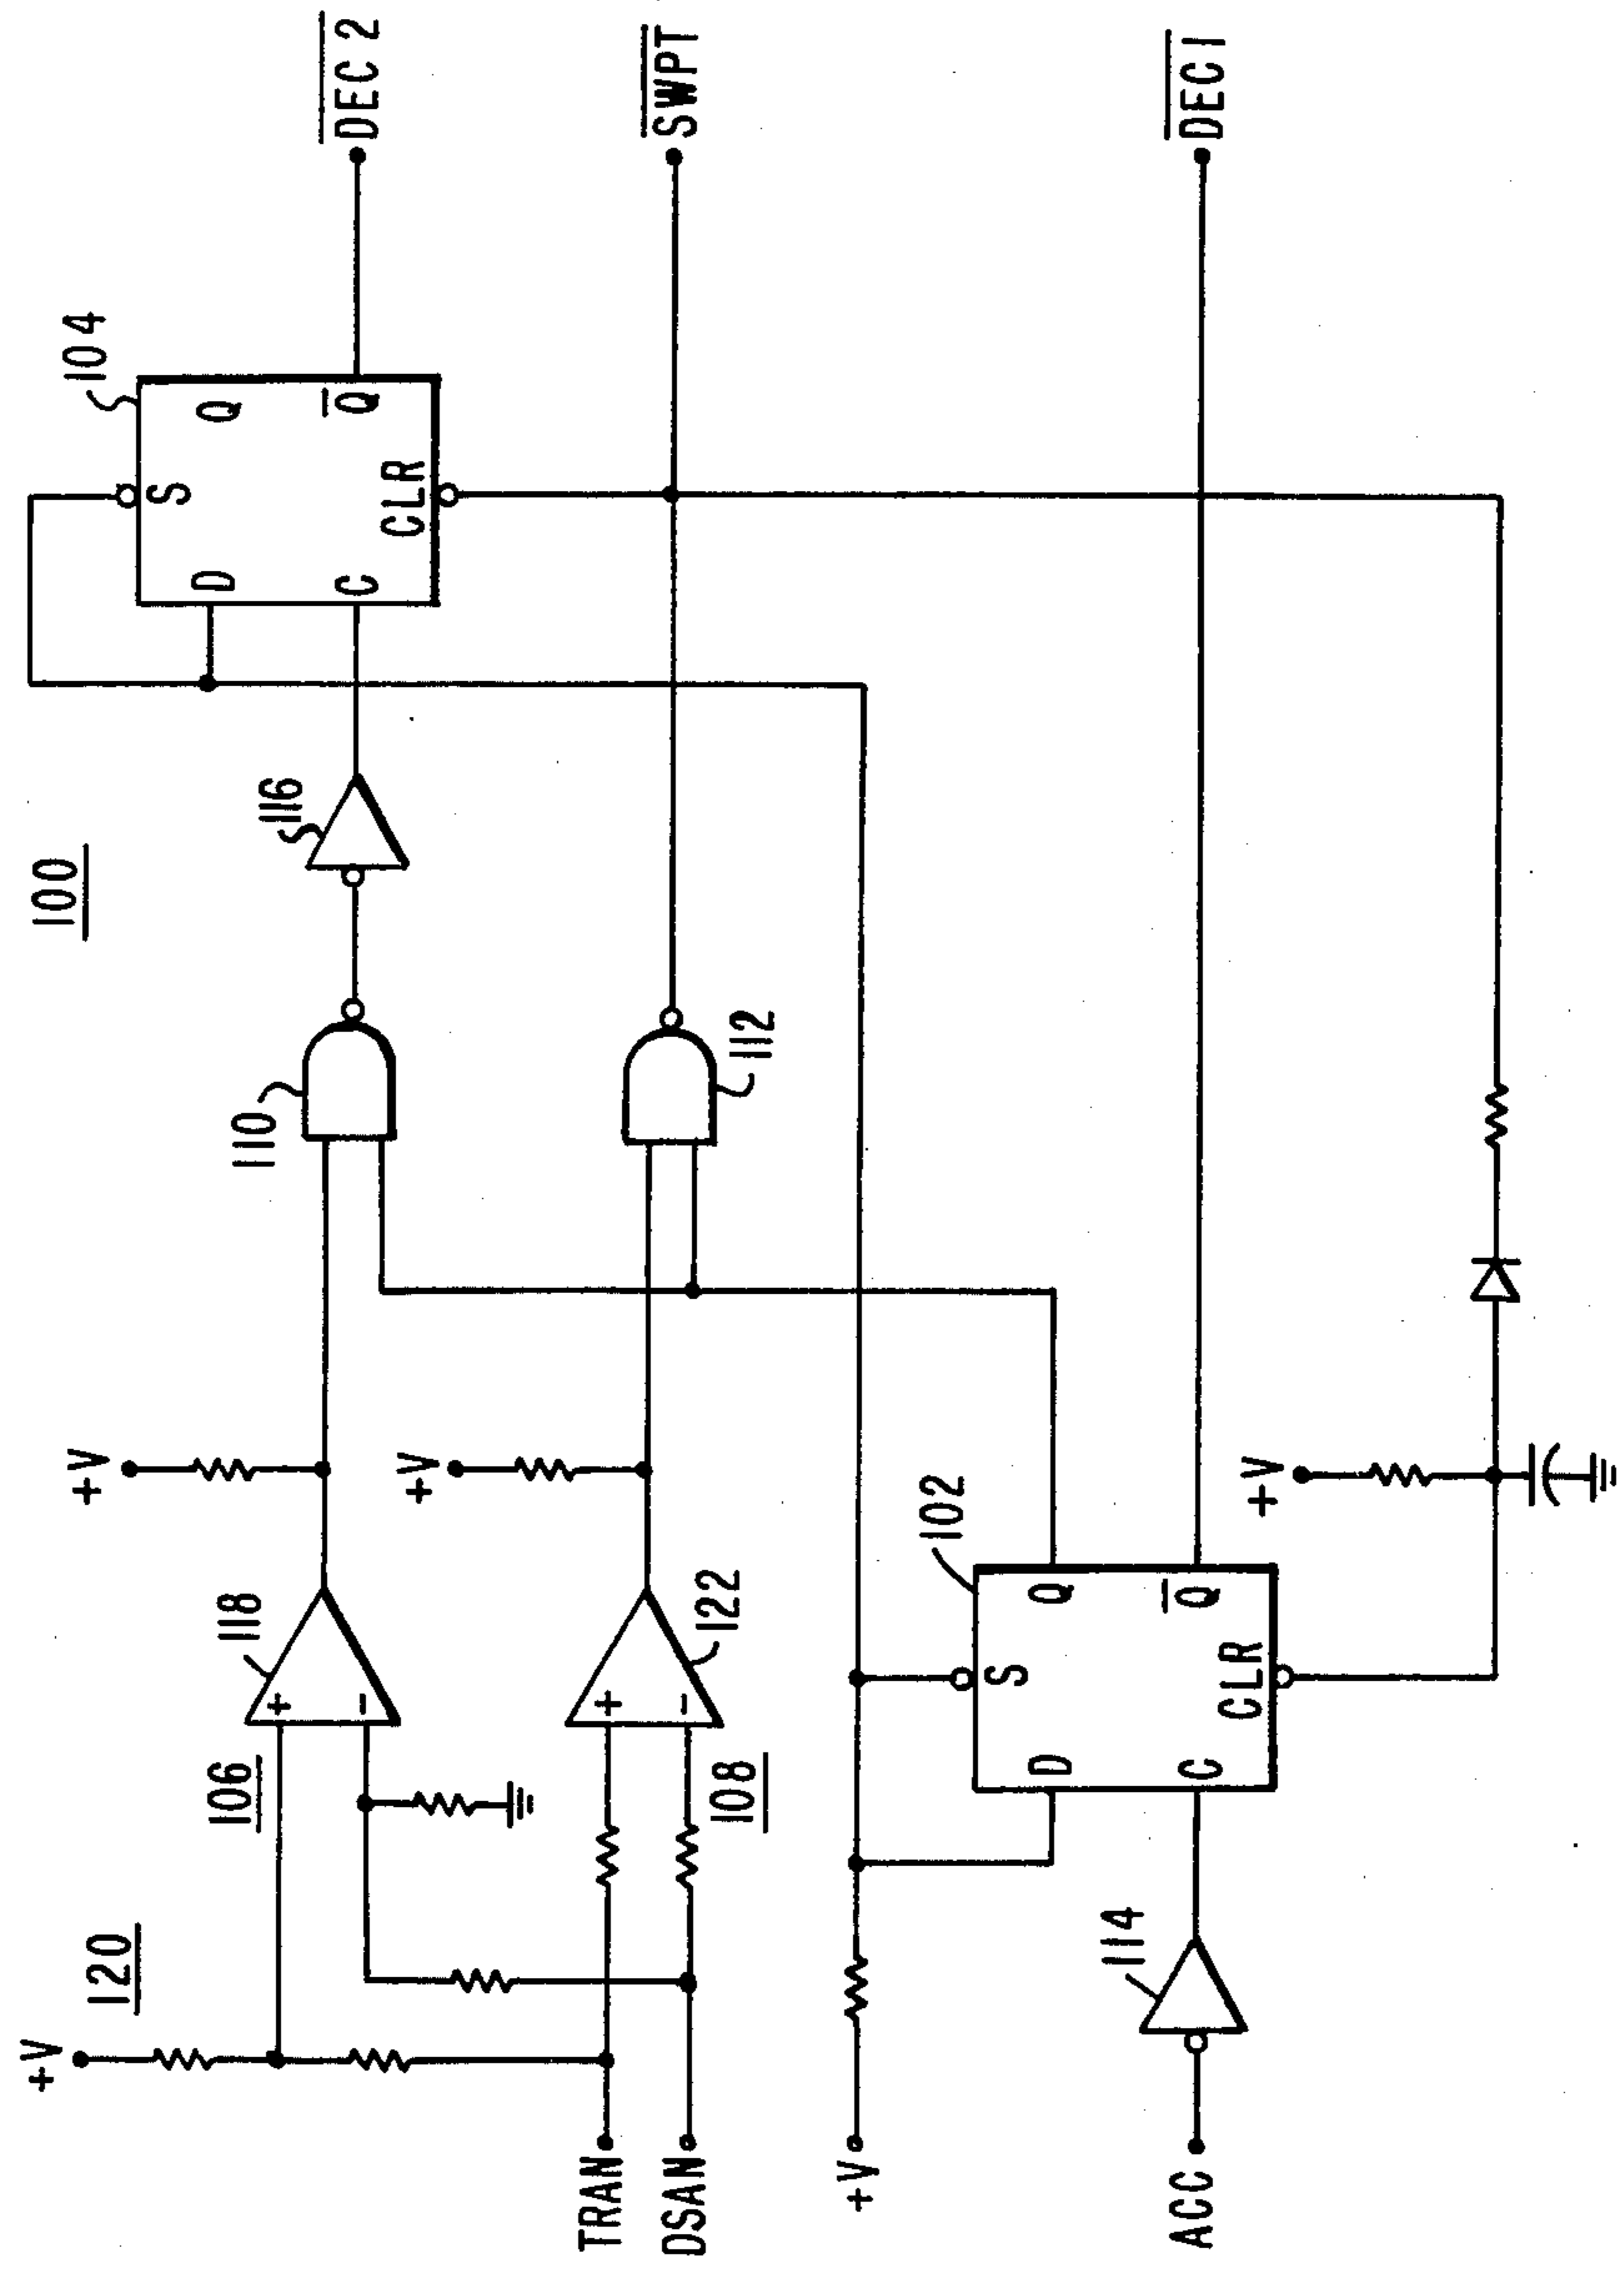 100
+V
120
106
118
+
-
+V
110
116
104
D
S
Q
C
Q
CLR
DEC 2
TRAN
DSAN
108
122
+
-
+V
112
SWPT
+V
102
D
S
Q
C
Q
CLR
DEC 1
ACC
114
+V